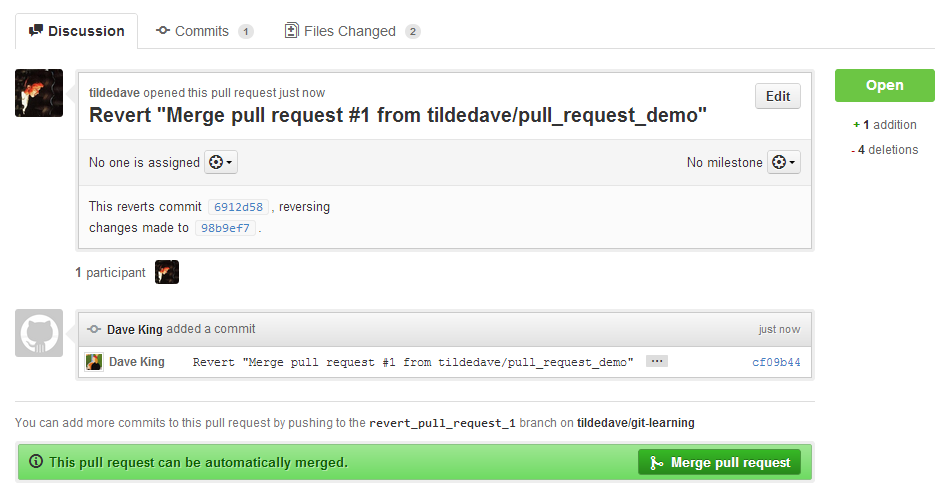 Discussion Commits 1 Files Changed 2
tildedave opened this pull request just now
Edit
Open
Revert "Merge pull request #1 from tildedave/pull_request_demo"
+ 1 addition
- 4 deletions
No one is assigned No milestone
This reverts commit 6912d58 , reversing
changes made to 98b9ef7 .
1 participant
Dave King added a commit just now
Dave King Revert "Merge pull request #1 from tildedave/pull_request_demo" ... cf09b44
You can add more commits to this pull request by pushing to the revert_pull_request_1 branch on tildedave/git-learning
This pull request can be automatically merged. Merge pull request